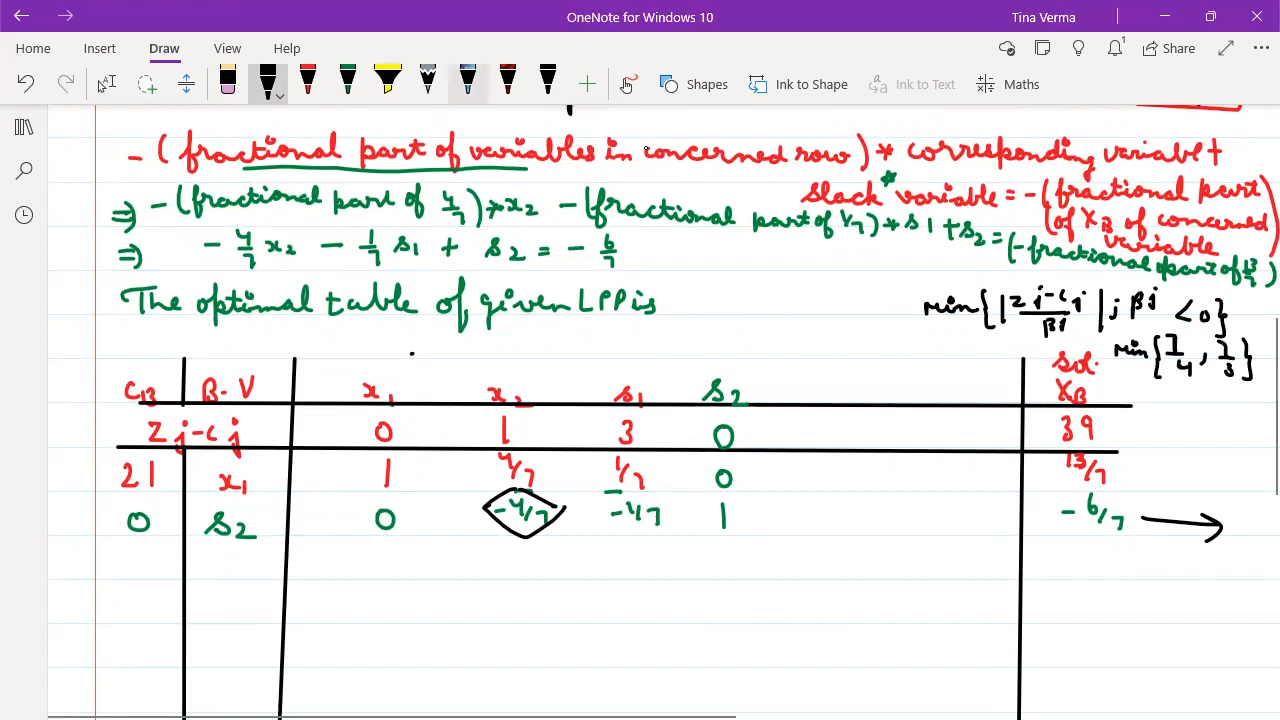 OneNote for Windows 10
Tina Verma
Home Insert Draw View Help
Share
Shapes Ink to Shape Ink to Text Maths
- (fractional part of variables in concerned row) * corresponding variable +
slack variable = - (fractional part
of XB of concerned
variable)
⇒ - (fractional part of 4/7) * x2 - (fractional part of 1/7) * s1 + s2 = (-fractional part of 13/7)
⇒ - 4/7 x2 - 1/7 s1 + s2 = - 6/7
The optimal table of given LPP is
Min{|zj-cj/βj| j βj < 0}
Min{7/4, 7/3}
CB B.V x1 x2 s1 s2 Sol. XB
Zj-cj 0 1 3 0 39
21 x1 1 4/7 1/7 0 13/7
0 s2 0 -4/7 -1/7 1 -6/7